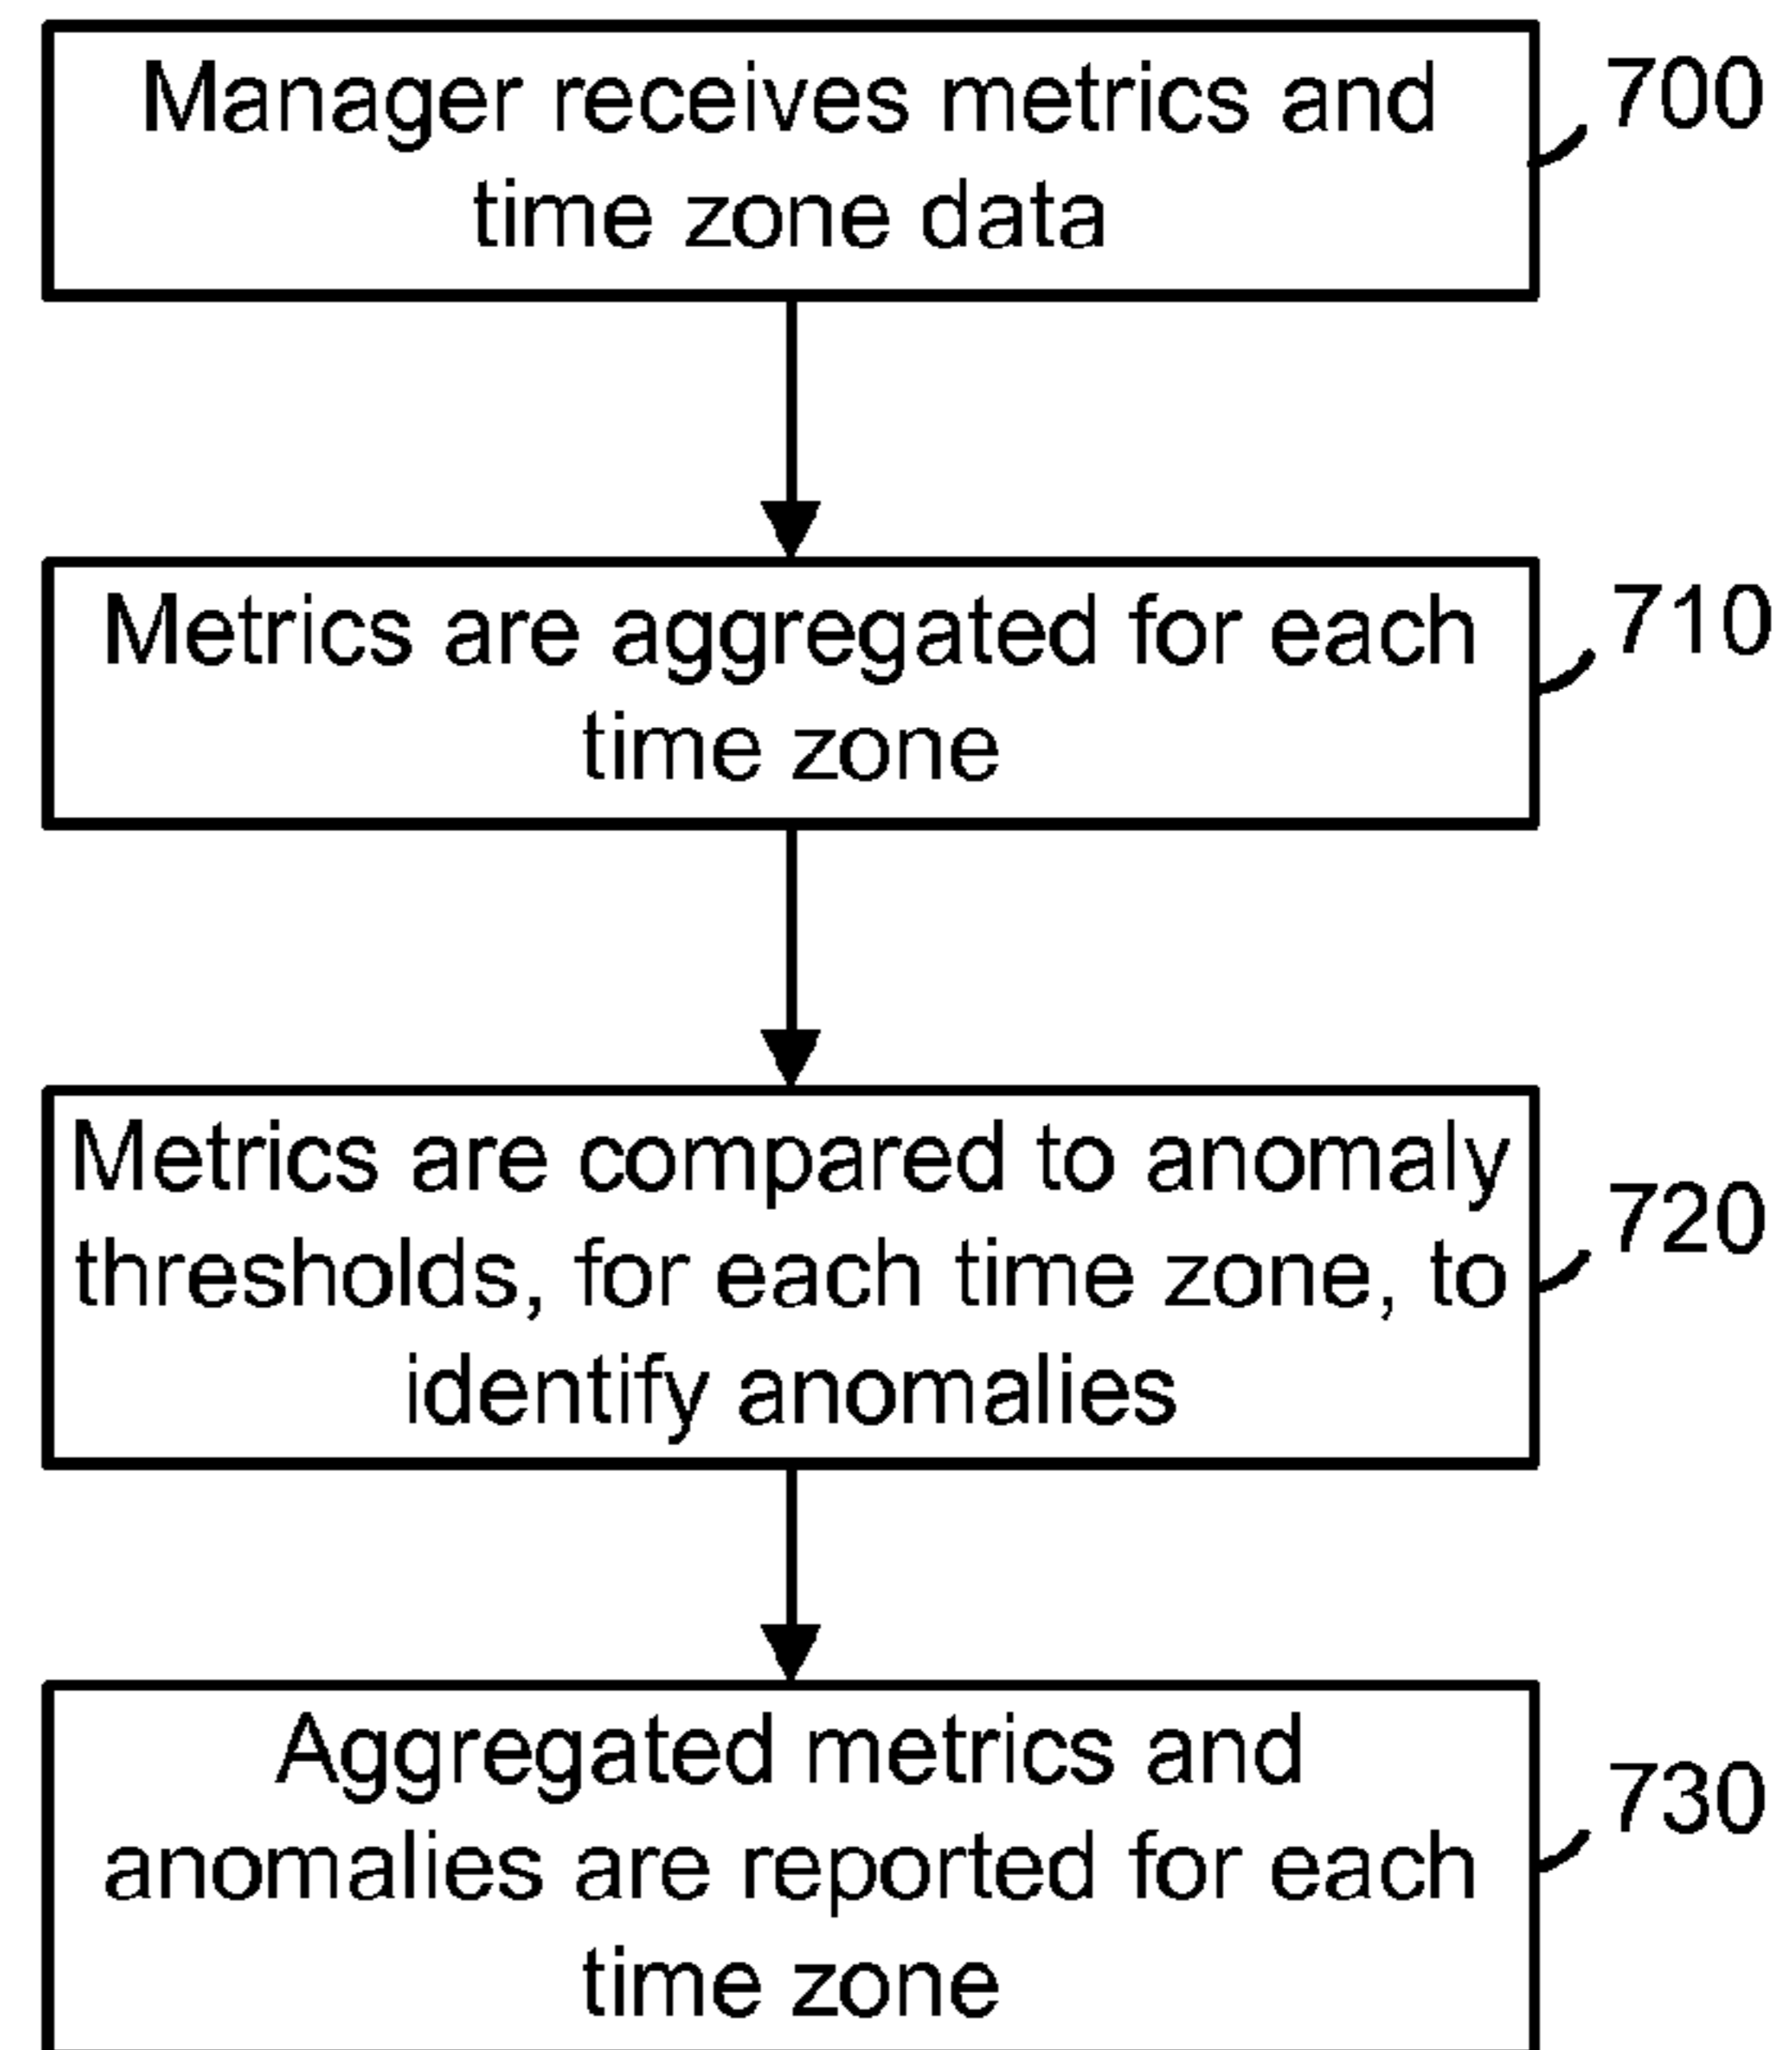 Manager receives metrics and
time zone data
700
Metrics are aggregated for each
time zone
710
Metrics are compared to anomaly
thresholds, for each time zone, to
identify anomalies
720
Aggregated metrics and
anomalies are reported for each
time zone
730